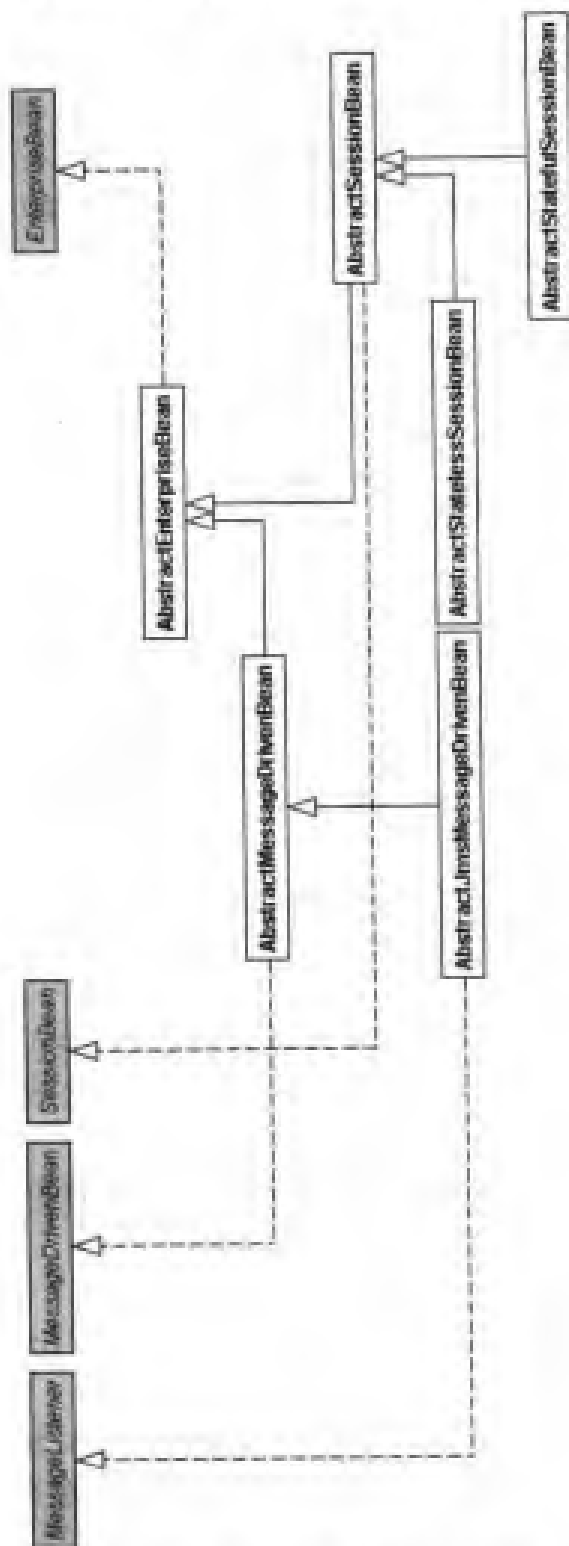 MessageListener
MessageDrivenBean
SessionBean
EnterpriseBean
AbstractEnterpriseBean
AbstractMessageDrivenBean
AbstractSessionBean
AbstractJmsMessageDrivenBean
AbstractStatelessSessionBean
AbstractStatefulSessionBean